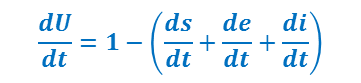 dU/dt = 1 − (ds/dt + de/dt + di/dt)